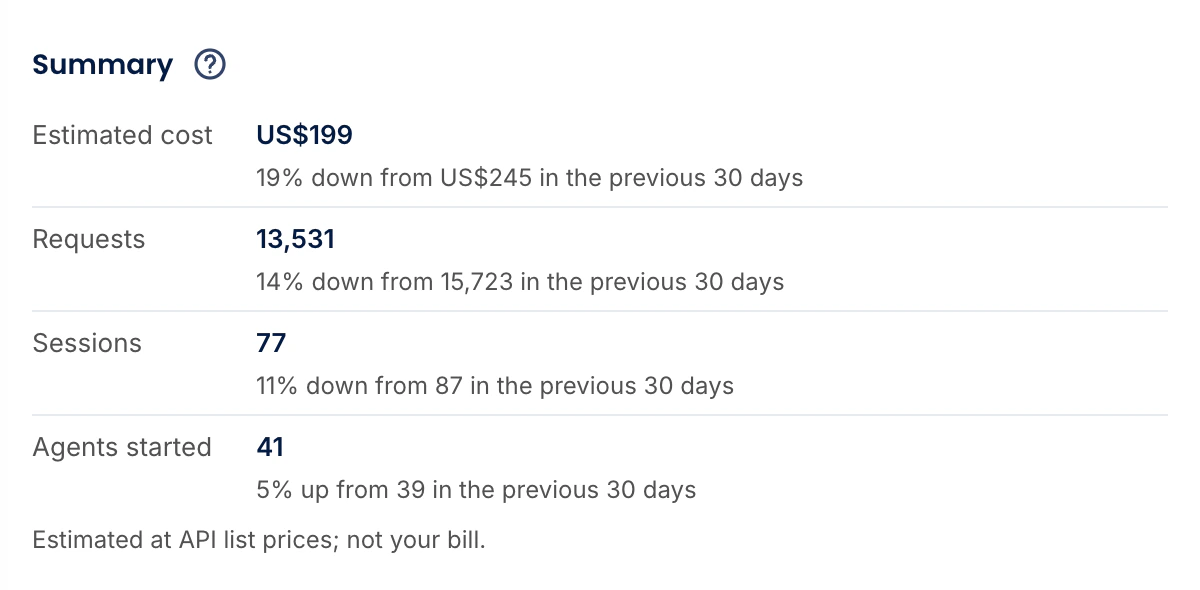 Summary
Estimated cost
US$199
19% down from US$245 in the previous 30 days
Requests
13,531
14% down from 15,723 in the previous 30 days
Sessions
77
11% down from 87 in the previous 30 days
Agents started
41
5% up from 39 in the previous 30 days
Estimated at API list prices; not your bill.